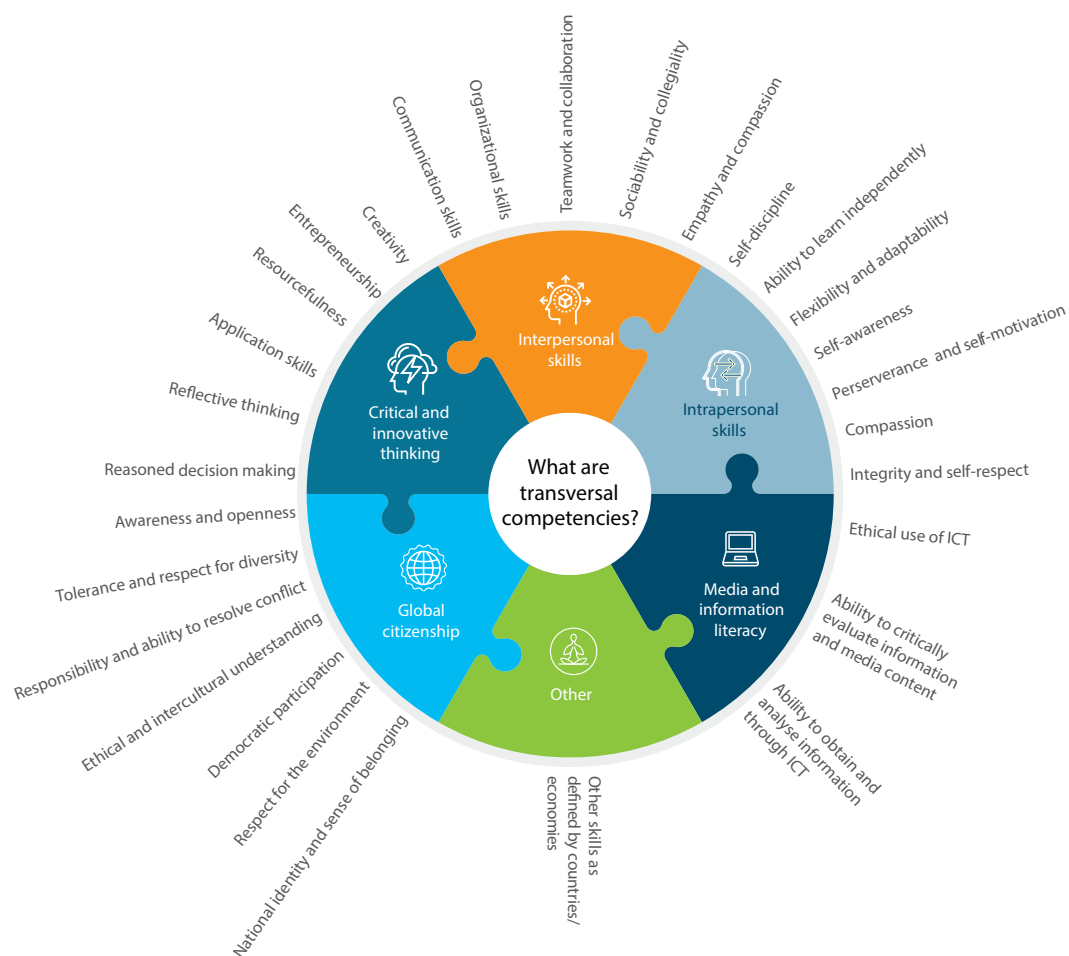 What are
transversal
competencies?
Interpersonal
skills
Communication skills
Organizational skills
Teamwork and collaboration
Sociability and collegiality
Empathy and compassion
Intrapersonal
skills
Self-discipline
Ability to learn independently
Flexibility and adaptability
Self-awareness
Perserverance and self-motivation
Compassion
Integrity and self-respect
Media and
information
literacy
Ethical use of ICT
Ability to critically
evaluate information
and media content
Ability to obtain and
analyse information
through ICT
Other
Other skills as
defined by countries/
economies
Global
citizenship
National identity and sense of belonging
Respect for the environment
Democratic participation
Ethical and intercultural understanding
Responsibility and ability to resolve conflict
Tolerance and respect for diversity
Awareness and openness
Critical and
innovative
thinking
Reasoned decision making
Reflective thinking
Application skills
Resourcefulness
Entrepreneurship
Creativity